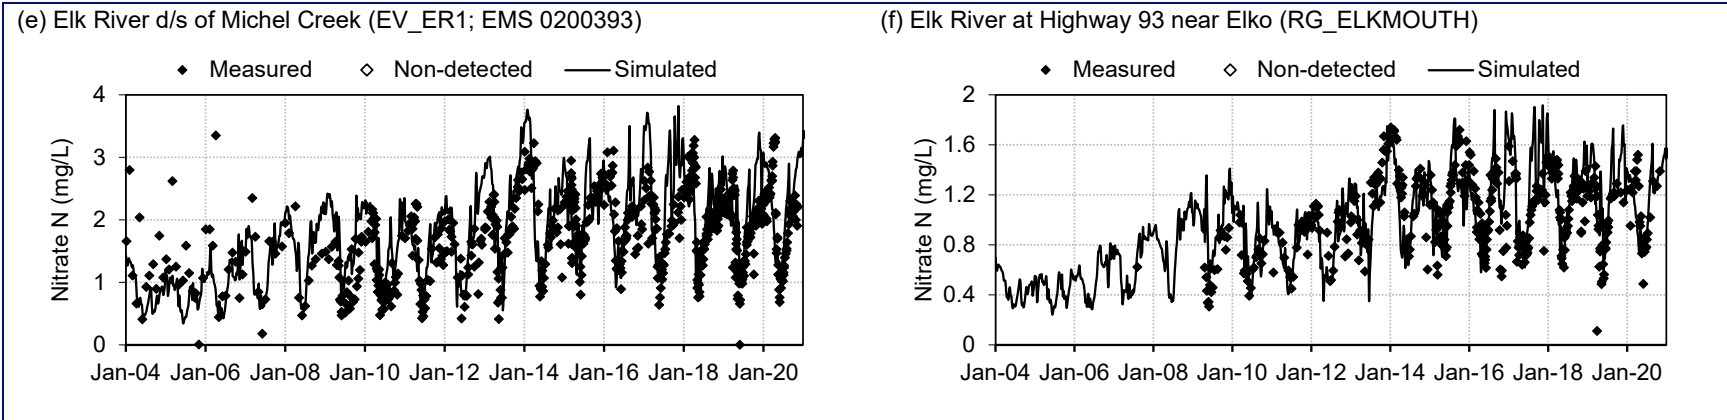 (e) Elk River d/s of Michel Creek (EV_ER1; EMS 0200393)
Measured Non-detected Simulated
Nitrate N (mg/L)
4
3
2
1
0
Jan-04 Jan-06 Jan-08 Jan-10 Jan-12 Jan-14 Jan-16 Jan-18 Jan-20
(f) Elk River at Highway 93 near Elko (RG_ELKMOUTH)
Measured Non-detected Simulated
Nitrate N (mg/L)
2
1.6
1.2
0.8
0.4
0
Jan-04 Jan-06 Jan-08 Jan-10 Jan-12 Jan-14 Jan-16 Jan-18 Jan-20